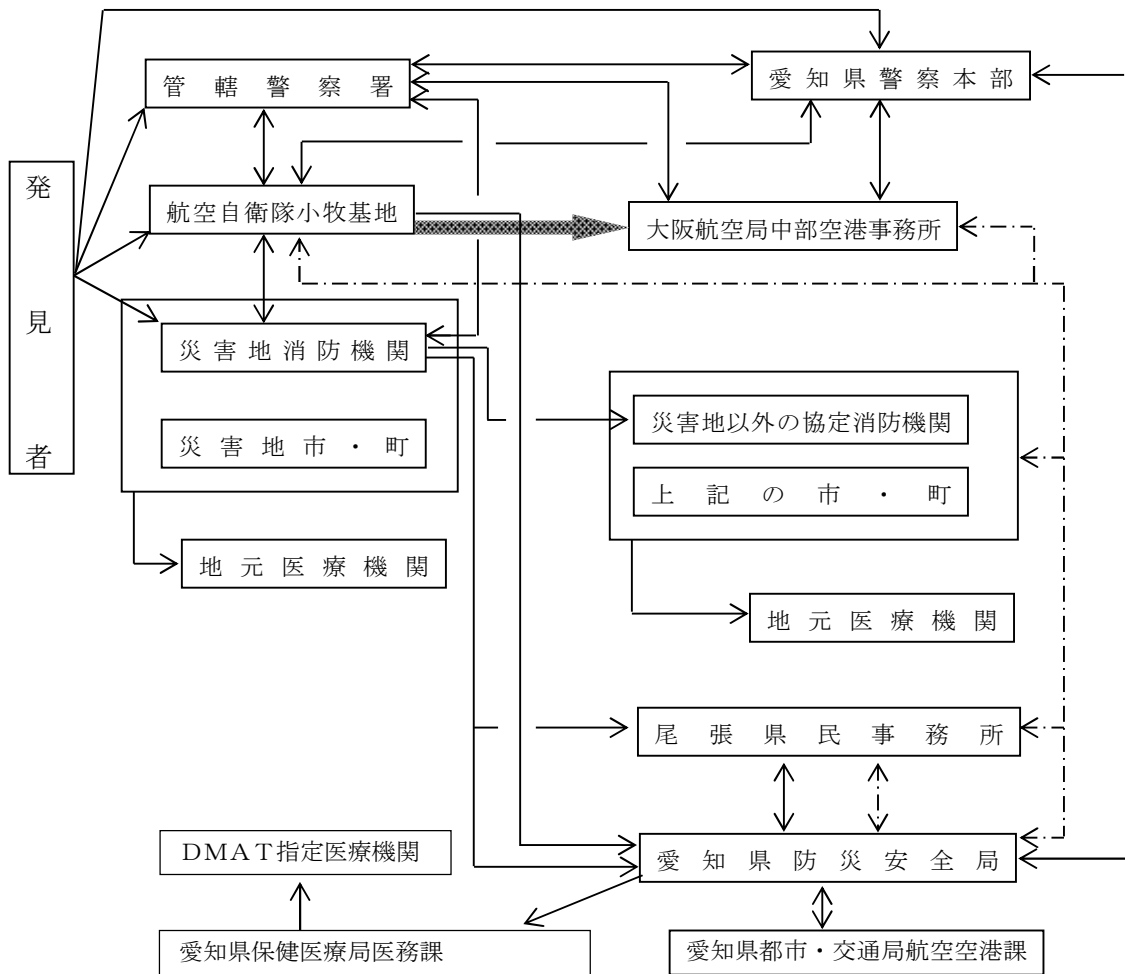 管轄警察署
愛知県警察本部
発見者
航空自衛隊小牧基地
大阪航空局中部空港事務所
災害地消防機関
災害地市・町
災害地以外の協定消防機関
上記の市・町
地元医療機関
地元医療機関
尾張県民事務所
DMAT指定医療機関
愛知県防災安全局
愛知県保健医療局医務課
愛知県都市・交通局航空空港課